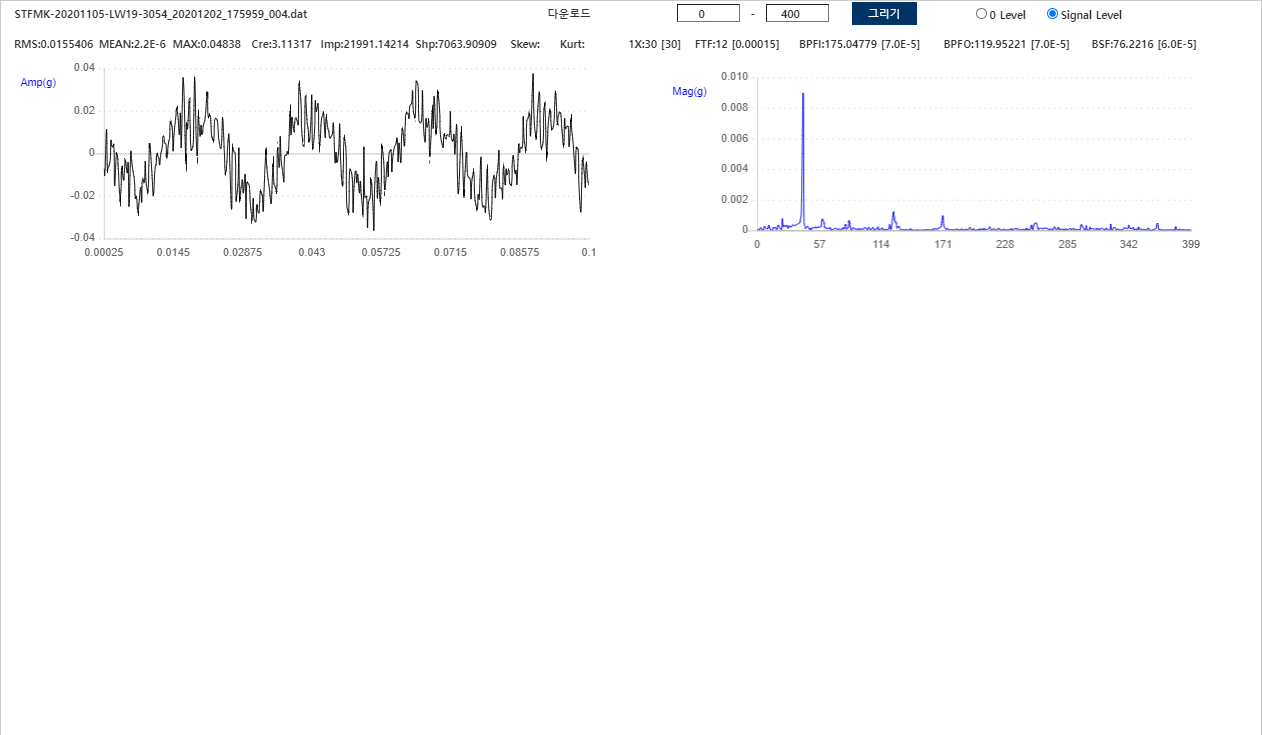 STFMK-20201105-LW19-3054_20201202_175959_004.dat 다운로드 0 - 400 그리기 0 Level Signal Level
RMS:0.0155406 MEAN:2.2E-6 MAX:0.04838 Cre:3.11317 Imp:21991.14214 Shp:7063.90909 Skew: Kurt: 1X:30 [30] FTF:12 [0.00015] BPFI:175.04779 [7.0E-5] BPFO:119.95221 [7.0E-5] BSF:76.2216 [6.0E-5]
Amp(g)
0.04
0.02
0
-0.02
-0.04
0.00025 0.0145 0.02875 0.043 0.05725 0.0715 0.08575 0.1
Mag(g)
0.010
0.008
0.006
0.004
0.002
0
0 57 114 171 228 285 342 399